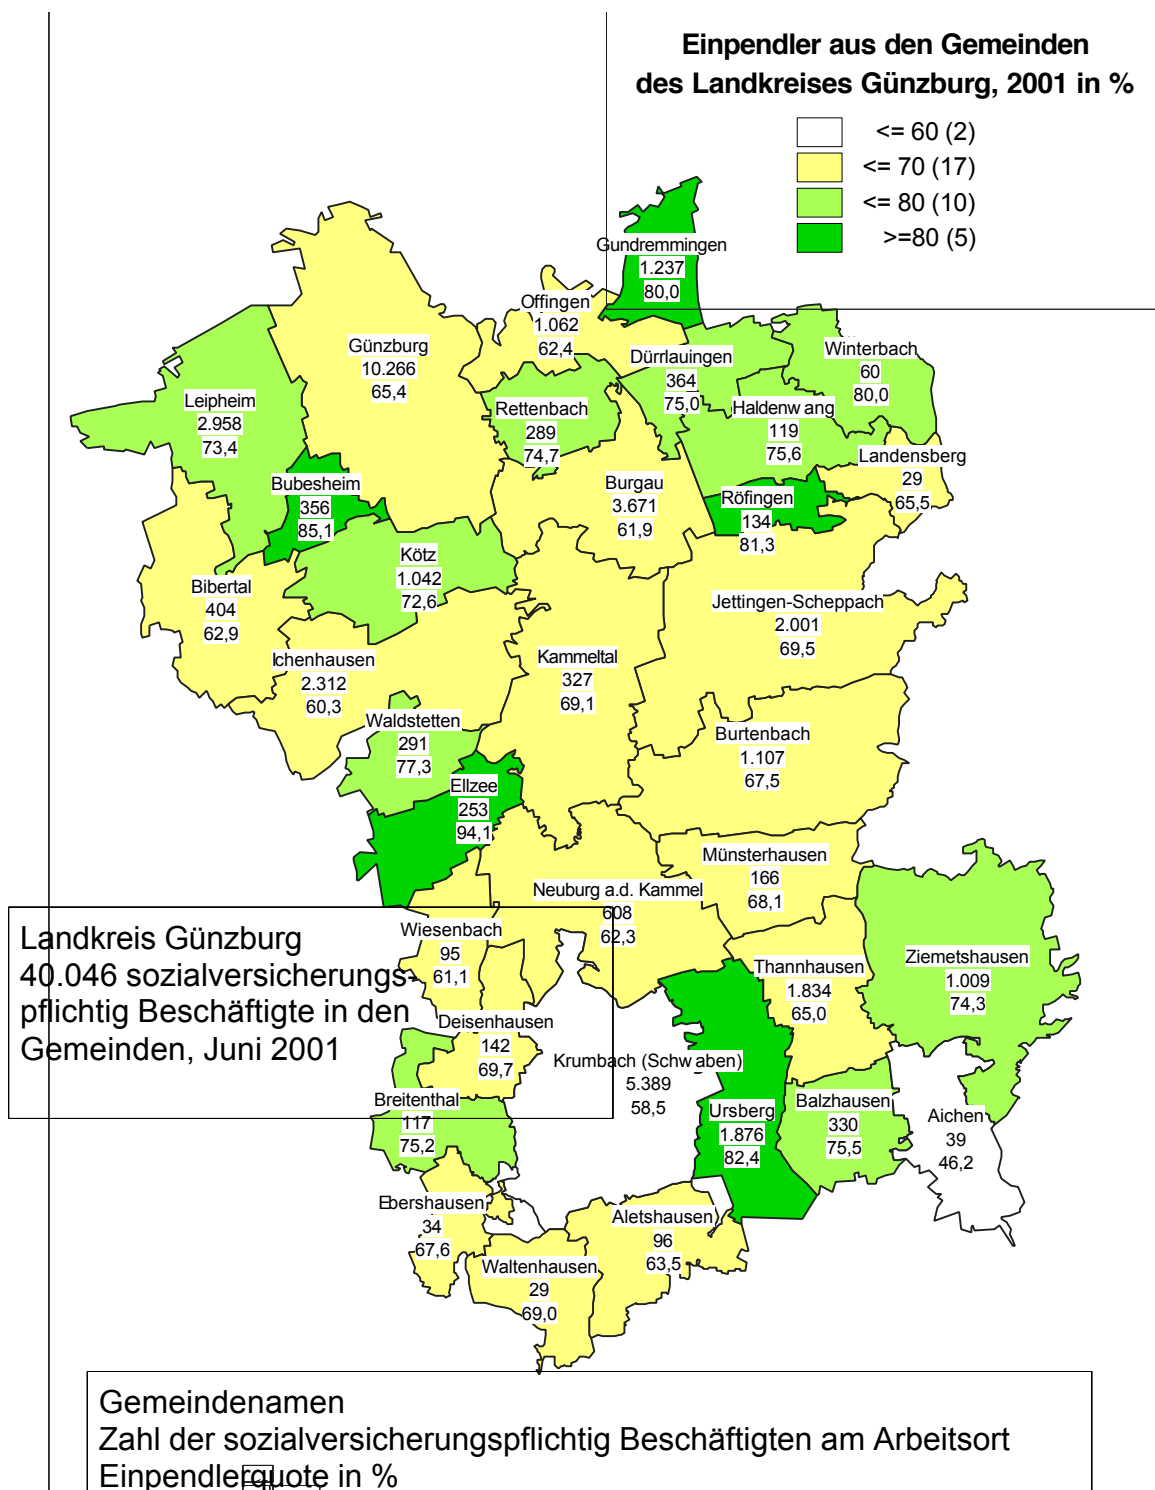 Einpendler aus den Gemeinden
des Landkreises Günzburg, 2001 in %
<= 60 (2)
<= 70 (17)
<= 80 (10)
>=80 (5)
Gundremmingen
1.237
80,0
Offingen
1.062
62,4
Günzburg
10.266
65,4
Dürrlauingen
364
75,0
Winterbach
60
80,0
Leipheim
2.958
73,4
Rettenbach
289
74,7
Haldenwang
119
75,6
Landensberg
29
65,5
Bubesheim
356
85,1
Burgau
3.671
61,9
Röfingen
134
81,3
Kötz
1.042
72,6
Bibertal
404
62,9
Jettingen-Scheppach
2.001
69,5
Ichenhausen
2.312
60,3
Kammeltal
327
69,1
Waldstetten
291
77,3
Burtenbach
1.107
67,5
Ellzee
253
94,1
Münsterhausen
166
68,1
Neuburg a.d. Kammel
608
62,3
Wiesenbach
95
61,1
Landkreis Günzburg
40.046 sozialversicherungs-
pflichtig Beschäftigte in den
Gemeinden, Juni 2001
Thannhausen
1.834
65,0
Ziemetshausen
1.009
74,3
Deisenhausen
142
69,7
Krumbach (Schwaben)
5.389
58,5
Breitenthal
117
75,2
Ursberg
1.876
82,4
Balzhausen
330
75,5
Aichen
39
46,2
Ebershausen
34
67,6
Aletshausen
96
63,5
Waltenhausen
29
69,0
Gemeindenamen
Zahl der sozialversicherungspflichtig Beschäftigten am Arbeitsort
Einpendlerquote in %